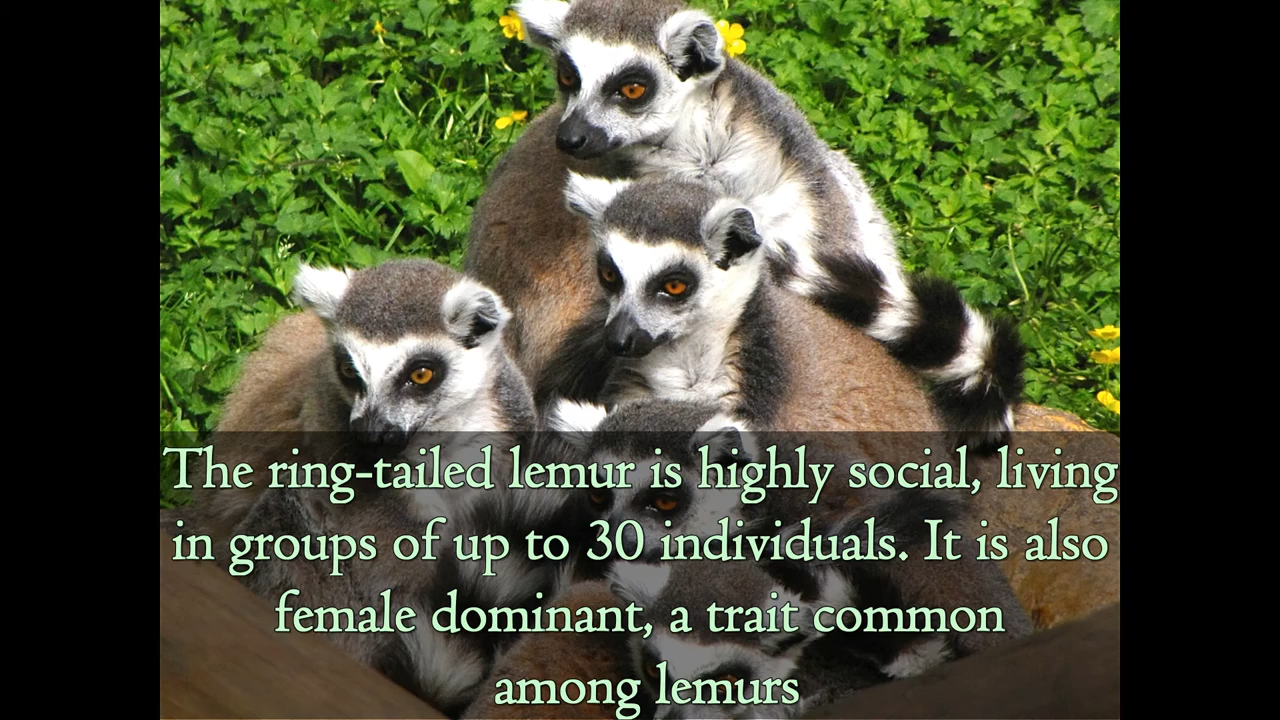 The ring-tailed lemur is highly social, living
in groups of up to 30 individuals. It is also
female dominant, a trait common
among lemurs